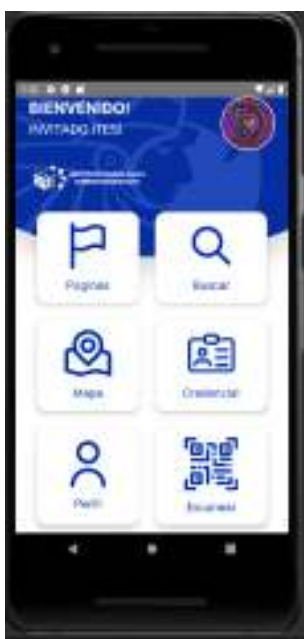 BIENVENIDO!
INVITADO ITESI
Paginas
Buscar
Mapa
Credencial
Perfil
Escanear